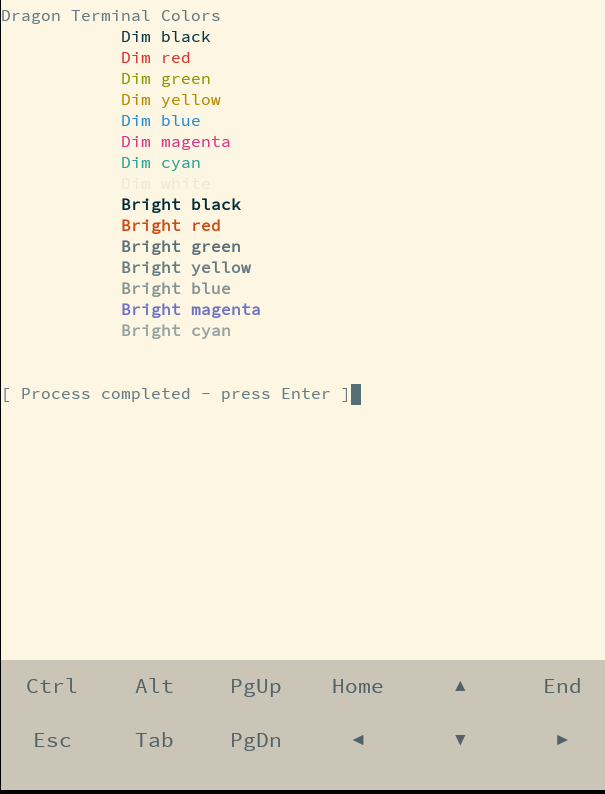 Dragon Terminal Colors
Dim black
Dim red
Dim green
Dim yellow
Dim blue
Dim magenta
Dim cyan
Dim white
Bright black
Bright red
Bright green
Bright yellow
Bright blue
Bright magenta
Bright cyan
[ Process completed - press Enter ]
Ctrl Alt PgUp Home ▲ End
Esc Tab PgDn ◀ ▼ ▶